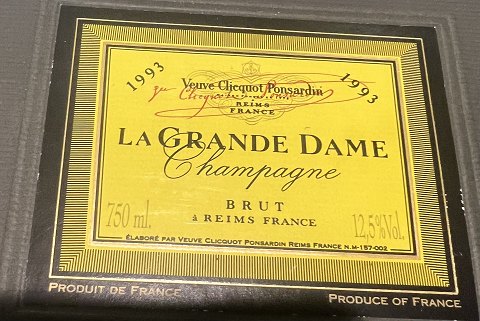 1993
1993
Veuve Clicquot Ponsardin
REIMS
FRANCE
LA GRANDE DAME
Champagne
BRUT
à REIMS FRANCE
750 ml.
12,5%Vol.
ÉLABORÉ PAR VEUVE CLICQUOT PONSARDIN REIMS FRANCE N.M-157-002
PRODUIT DE FRANCE
PRODUCE OF FRANCE